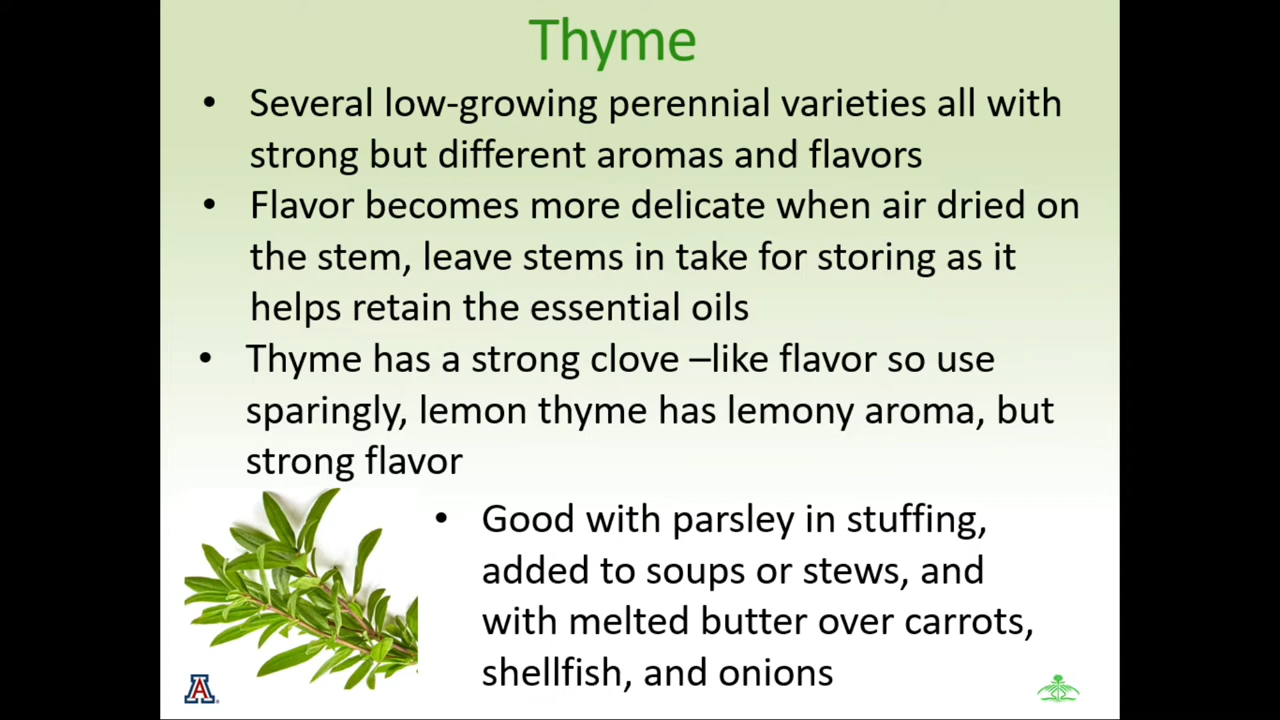 Thyme
• Several low-growing perennial varieties all with
strong but different aromas and flavors
• Flavor becomes more delicate when air dried on
the stem, leave stems in take for storing as it
helps retain the essential oils
• Thyme has a strong clove –like flavor so use
sparingly, lemon thyme has lemony aroma, but
strong flavor
• Good with parsley in stuffing,
added to soups or stews, and
with melted butter over carrots,
shellfish, and onions
A